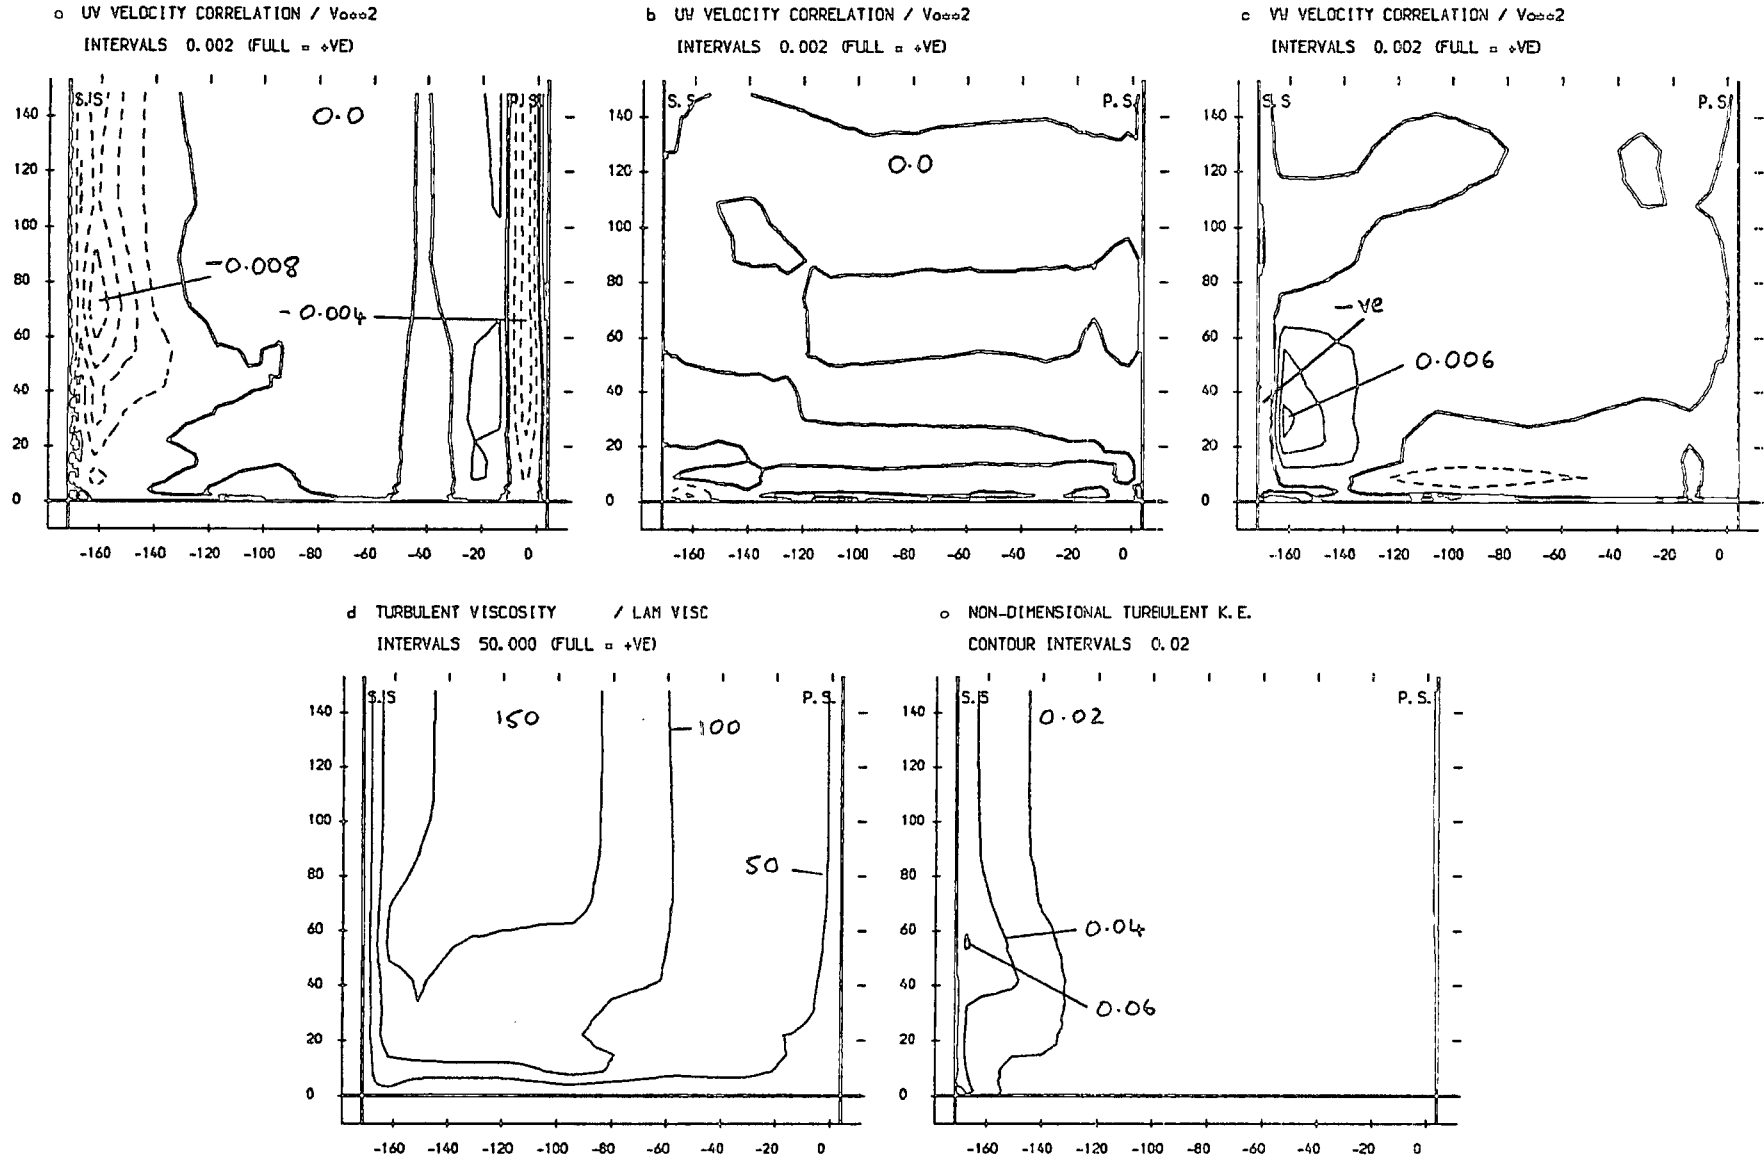 a UV VELOCITY CORRELATION / Vo**2
INTERVALS 0.002 (FULL = +VE)
b UW VELOCITY CORRELATION / Vo**2
INTERVALS 0.002 (FULL = +VE)
c VW VELOCITY CORRELATION / Vo**2
INTERVALS 0.002 (FULL = +VE)
S.S
0.0
P.S
140
120
100
80
60
40
20
0
-0.008
-0.004
-160 -140 -120 -100 -80 -60 -40 -20 0
S.S
P.S.
140
120
100
80
60
40
20
0
0.0
-160 -140 -120 -100 -80 -60 -40 -20 0
S.S
P.S.
140
120
100
80
60
40
20
0
-ve
0.006
-160 -140 -120 -100 -80 -60 -40 -20 0
d TURBULENT VISCOSITY / LAM VISC
INTERVALS 50.000 (FULL = +VE)
S.S
P.S.
140
120
100
80
60
40
20
0
150
100
50
-160 -140 -120 -100 -80 -60 -40 -20 0
e NON-DIMENSIONAL TURBULENT K.E.
CONTOUR INTERVALS 0.02
S.S
P.S.
140
120
100
80
60
40
20
0
0.02
0.04
0.06
-160 -140 -120 -100 -80 -60 -40 -20 0